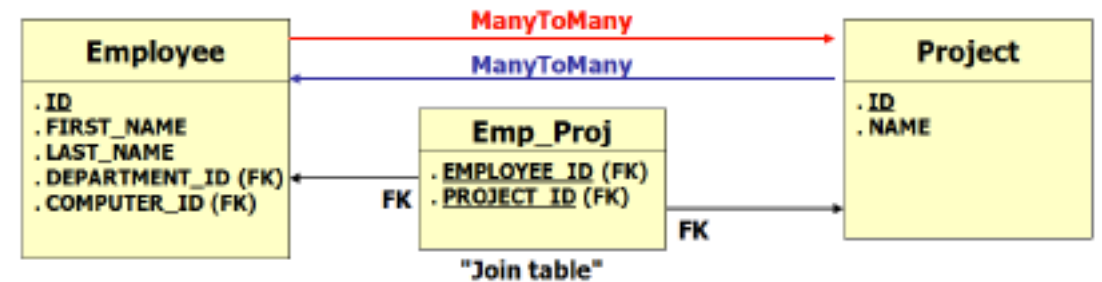 ManyToMany
ManyToMany
Employee
. ID
. FIRST_NAME
. LAST_NAME
. DEPARTMENT_ID (FK)
. COMPUTER_ID (FK)
Emp_Proj
. EMPLOYEE_ID (FK)
. PROJECT_ID (FK)
FK
FK
"Join table"
Project
. ID
. NAME